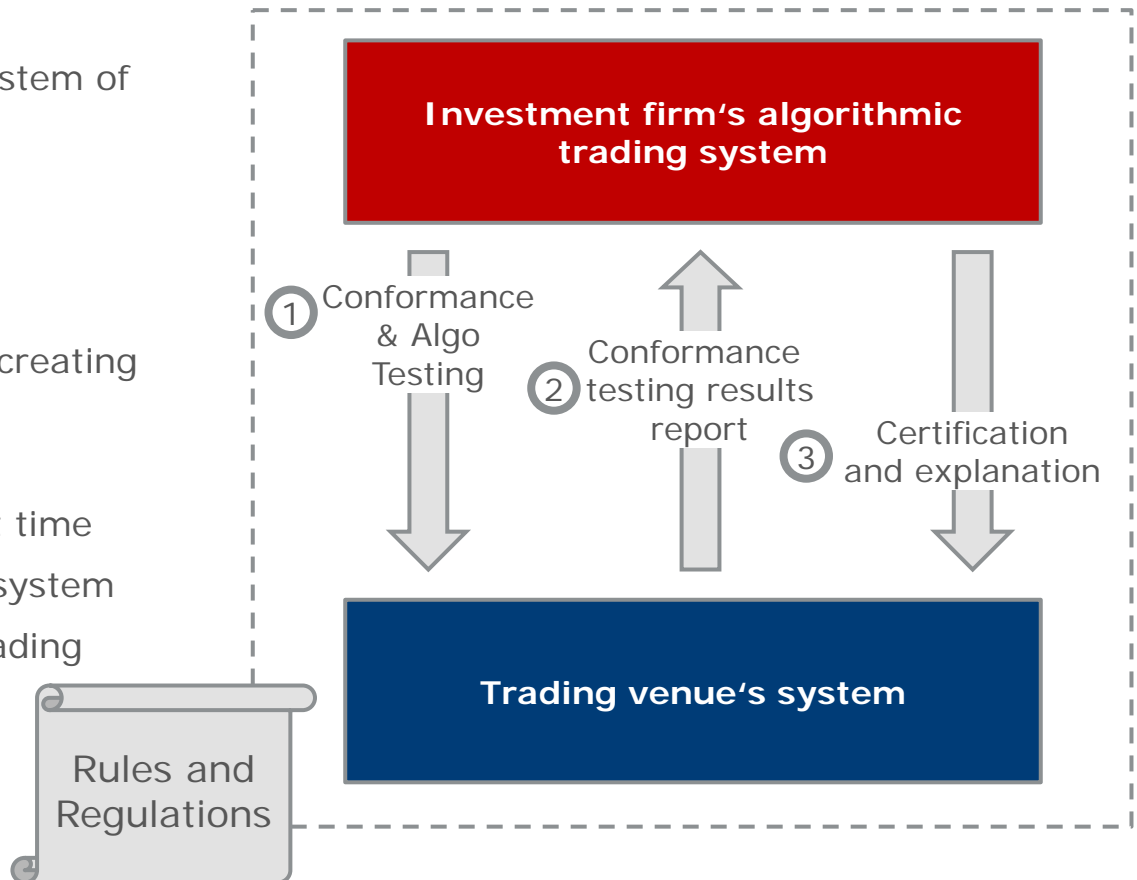 stem of
creating
time
system
ading
Investment firm‘s algorithmic
trading system
1
Conformance
& Algo
Testing
2
Conformance
testing results
report
3
Certification
and explanation
Trading venue‘s system
Rules and
Regulations